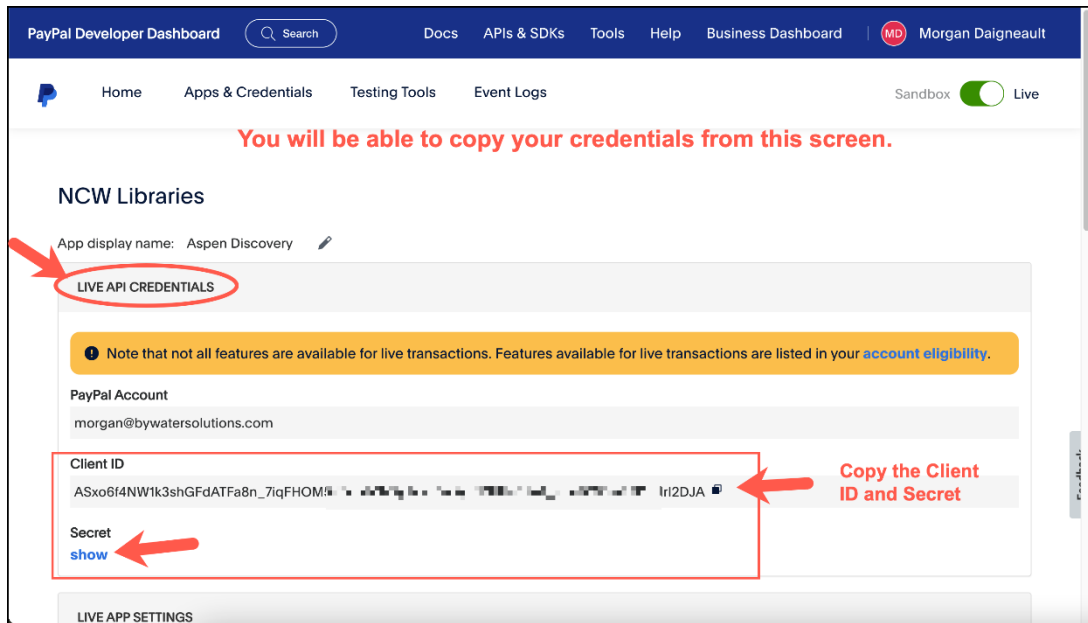 PayPal Developer Dashboard Search Docs APIs & SDKs Tools Help Business Dashboard MD Morgan Daigneault
Home Apps & Credentials Testing Tools Event Logs Sandbox Live
You will be able to copy your credentials from this screen.
NCW Libraries
App display name: Aspen Discovery
LIVE API CREDENTIALS
Note that not all features are available for live transactions. Features available for live transactions are listed in your account eligibility.
PayPal Account
morgan@bywatersolutions.com
Client ID
Copy the Client
ID and Secret
ASxo6f4NW1k3shGFdATFa8n_7iqFHOM IrI2DJA
Secret
show
Feedback
LIVE APP SETTINGS